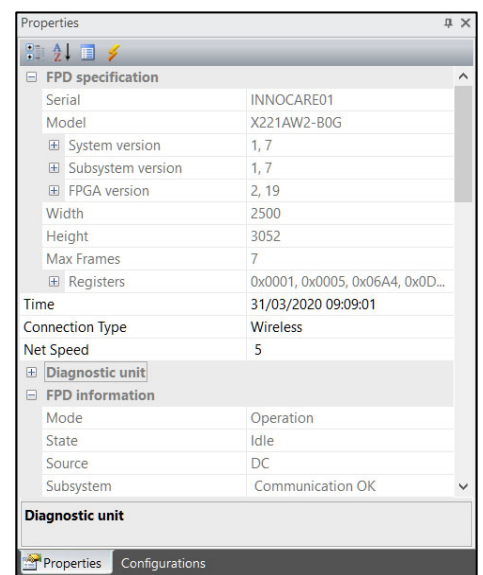 Properties
FPD specification
Serial INNOCARE01
Model X221AW2-B0G
System version 1, 7
Subsystem version 1, 7
FPGA version 2, 19
Width 2500
Height 3052
Max Frames 7
Registers 0x0001, 0x0005, 0x06A4, 0x0D...
Time 31/03/2020 09:09:01
Connection Type Wireless
Net Speed 5
Diagnostic unit
FPD information
Mode Operation
State Idle
Source DC
Subsystem Communication OK
Diagnostic unit
Properties Configurations